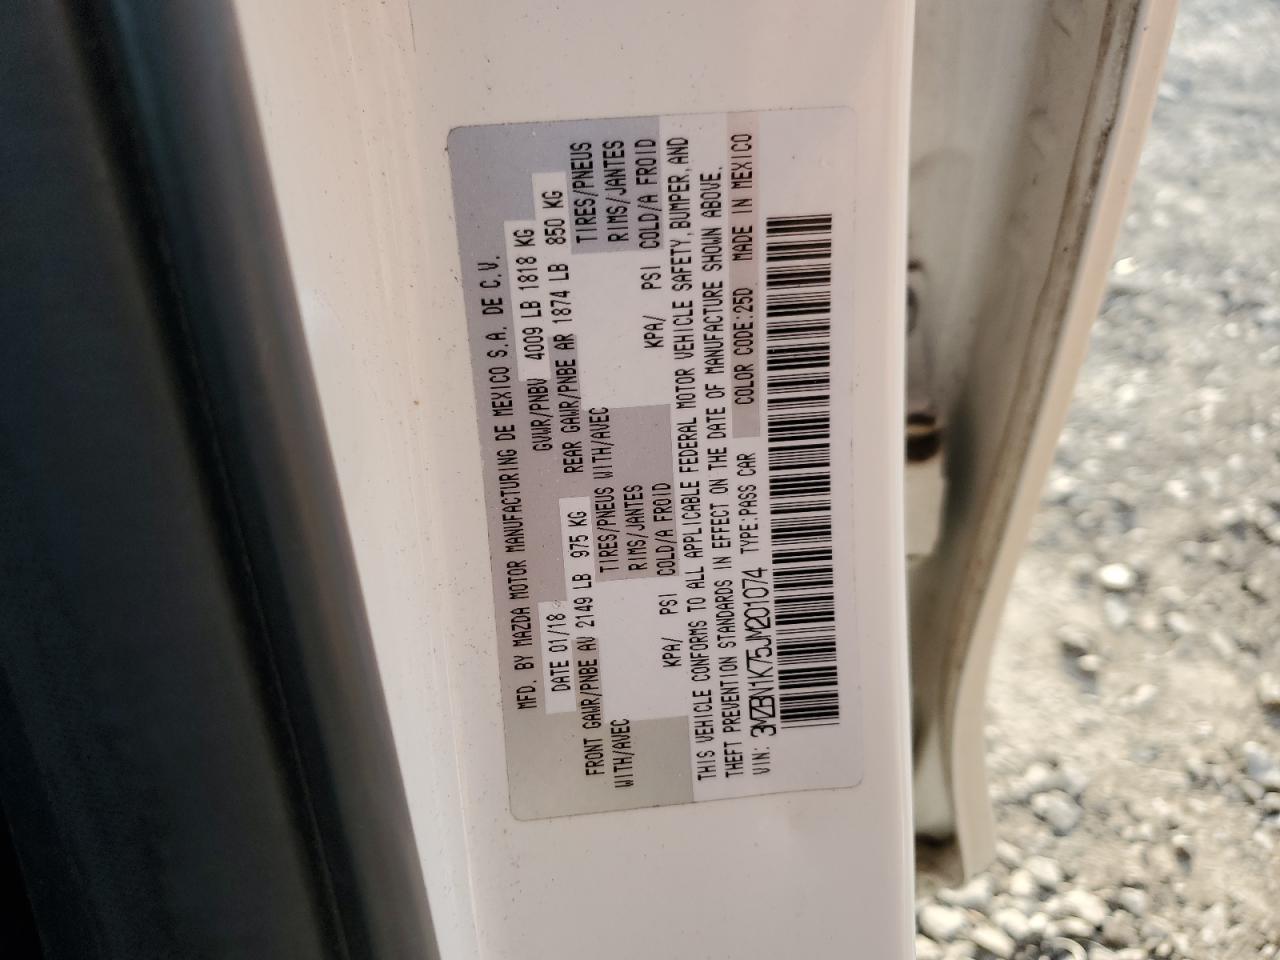 MFD. BY MAZDA MOTOR MANUFACTURING DE MEXICO S.A. DE C.V.
DATE 01/18 GVWR/PNBV 4009 LB 1818 KG
FRONT GAWR/PNBE AV 2149 LB 975 KG REAR GAWR/PNBE AR 1874 LB 850 KG
WITH/AVEC TIRES/PNEUS WITH/AVEC TIRES/PNEUS
RIMS/JANTES RIMS/JANTES
KPA/ PSI COLD/A FROID KPA/ PSI COLD/A FROID
THIS VEHICLE CONFORMS TO ALL APPLICABLE FEDERAL MOTOR VEHICLE SAFETY, BUMPER, AND
THEFT PREVENTION STANDARDS IN EFFECT ON THE DATE OF MANUFACTURE SHOWN ABOVE.
VIN: 3MZBN1K75JM201074 TYPE:PASS CAR COLOR CODE:25D MADE IN MEXICO